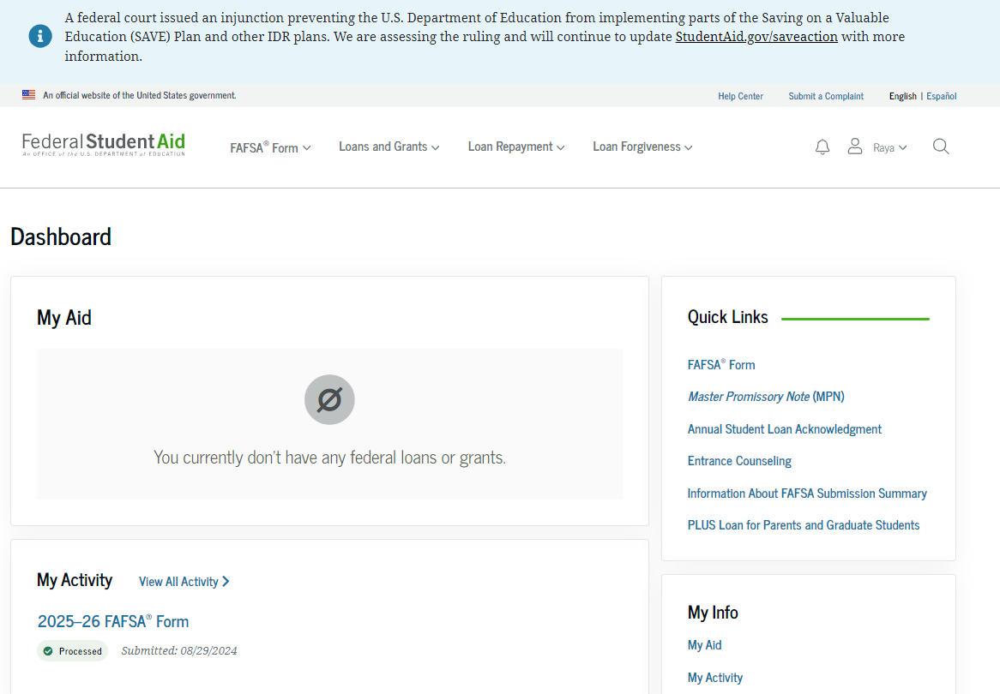 A federal court issued an injunction preventing the U.S. Department of Education from implementing parts of the Saving on a Valuable
Education (SAVE) Plan and other IDR plans. We are assessing the ruling and will continue to update StudentAid.gov/saveaction with more
information.
An official website of the United States government.
Help Center
Submit a Complaint
English | Español
Federal Student Aid
An OFFICE of the U.S. DEPARTMENT of EDUCATION
FAFSA® Form
Loans and Grants
Loan Repayment
Loan Forgiveness
Raya
Dashboard
My Aid
You currently don't have any federal loans or grants.
My Activity
View All Activity
2025–26 FAFSA® Form
Processed
Submitted: 08/29/2024
Quick Links
FAFSA® Form
Master Promissory Note (MPN)
Annual Student Loan Acknowledgment
Entrance Counseling
Information About FAFSA Submission Summary
PLUS Loan for Parents and Graduate Students
My Info
My Aid
My Activity